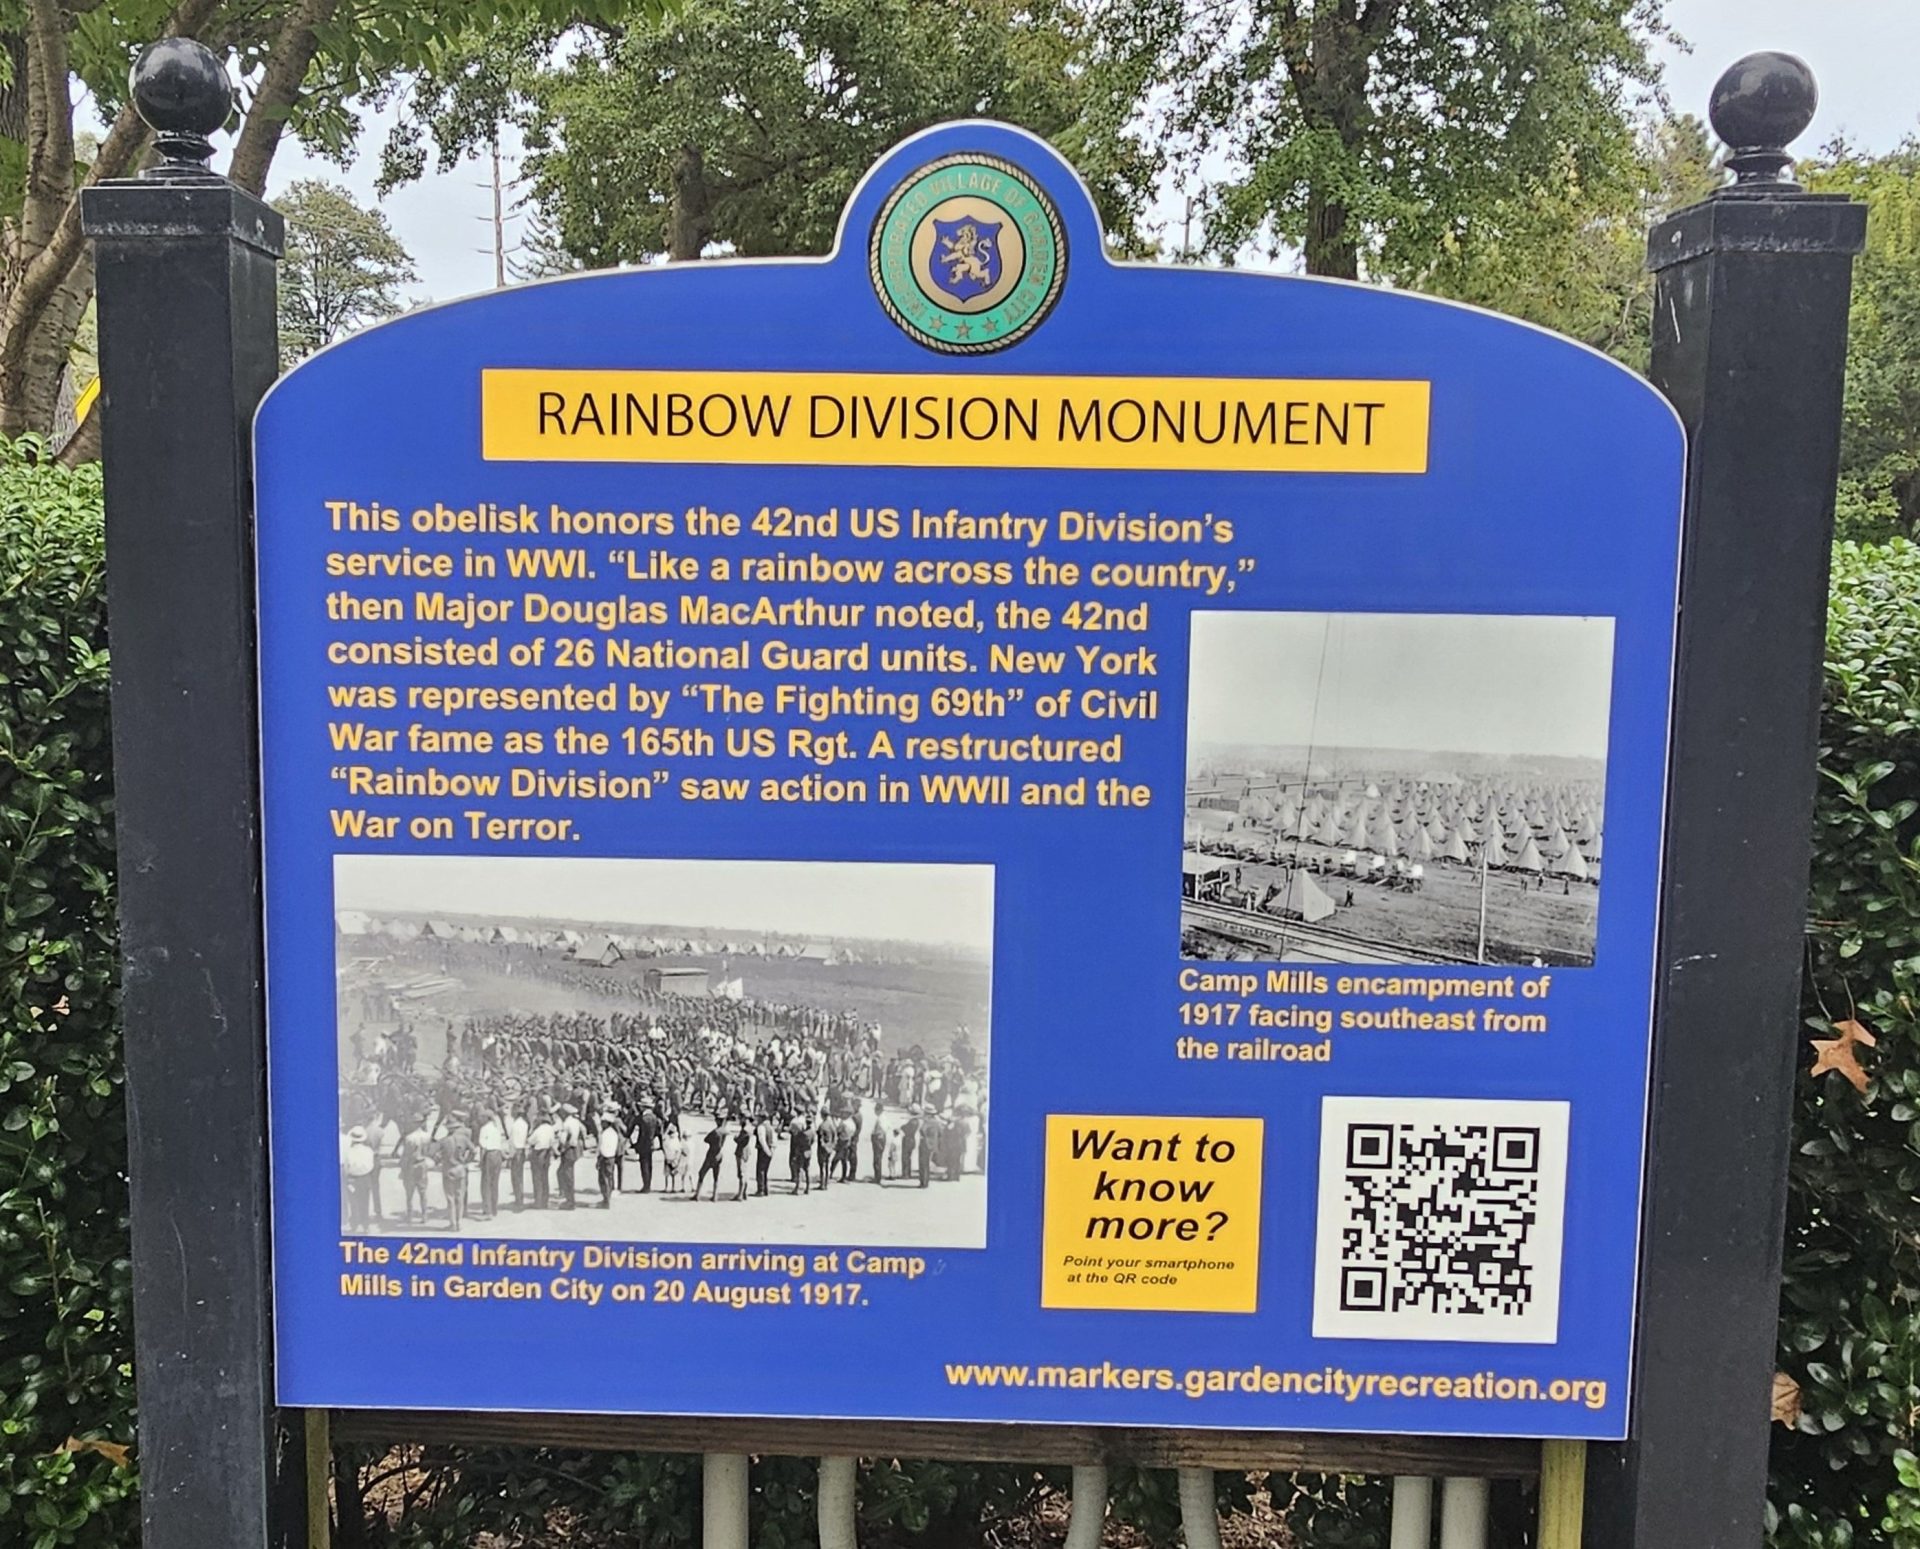 INCORPORATED VILLAGE OF GARDEN CITY
RAINBOW DIVISION MONUMENT
This obelisk honors the 42nd US Infantry Division's
service in WWI. “Like a rainbow across the country,”
then Major Douglas MacArthur noted, the 42nd
consisted of 26 National Guard units. New York
was represented by “The Fighting 69th” of Civil
War fame as the 165th US Rgt. A restructured
“Rainbow Division” saw action in WWII and the
War on Terror.
Camp Mills encampment of
1917 facing southeast from
the railroad
The 42nd Infantry Division arriving at Camp
Mills in Garden City on 20 August 1917.
Want to
know
more?
Point your smartphone
at the QR code
www.markers.gardencityrecreation.org